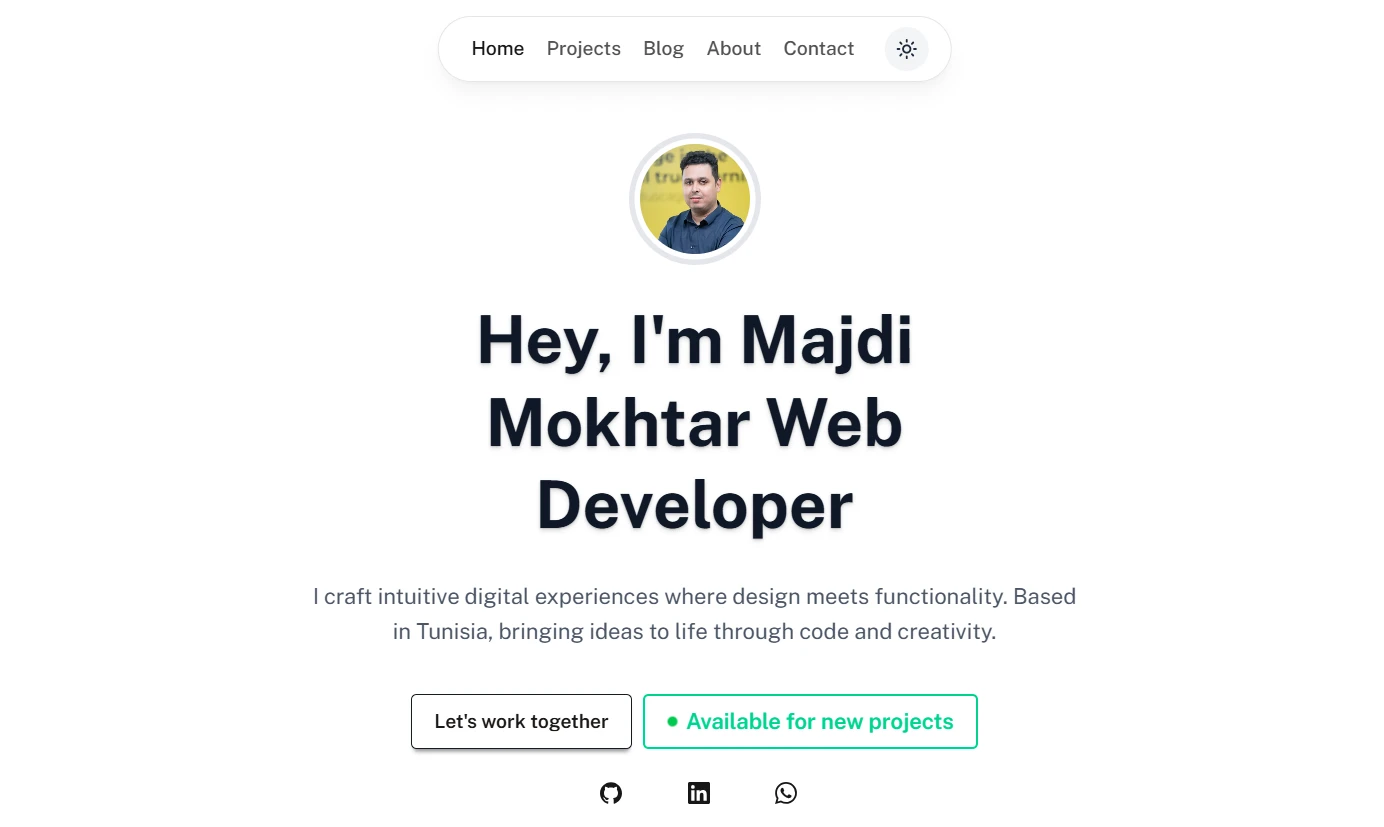 Home Projects Blog About Contact
Hey, I'm Majdi
Mokhtar Web
Developer
I craft intuitive digital experiences where design meets functionality. Based
in Tunisia, bringing ideas to life through code and creativity.
Let's work together
Available for new projects
in